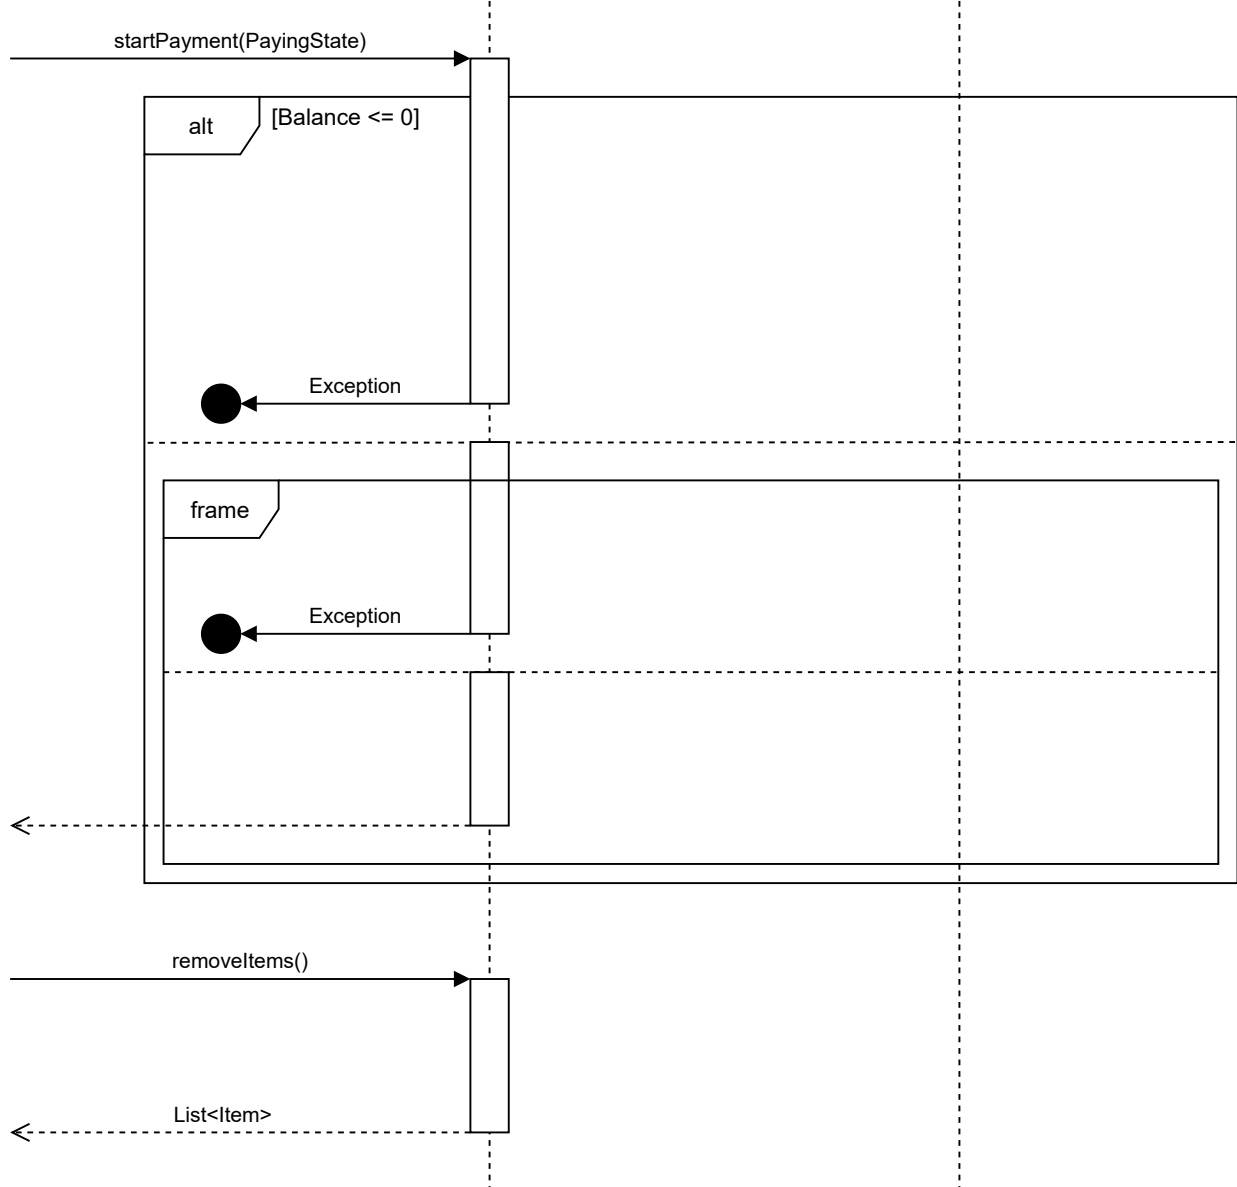 startPayment(PayingState)
alt
[Balance <= 0]
Exception
frame
Exception
removeItems()
List<Item>